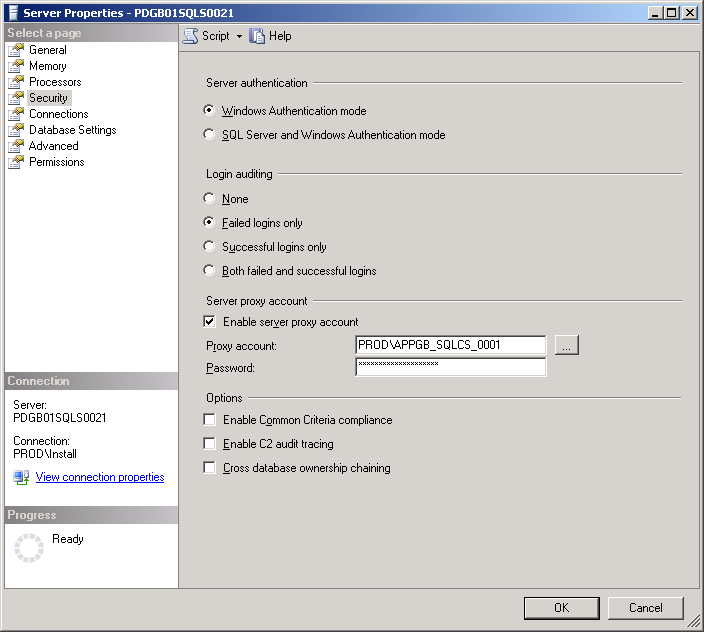 Server Properties - PDGB01SQLS0021
Select a page
General
Memory
Processors
Security
Connections
Database Settings
Advanced
Permissions
Script
Help
Server authentication
Windows Authentication mode
SQL Server and Windows Authentication mode
Login auditing
None
Failed logins only
Successful logins only
Both failed and successful logins
Server proxy account
Enable server proxy account
Proxy account:
PROD\APPGB_SQLCS_0001
...
Password:
********************
Options
Enable Common Criteria compliance
Enable C2 audit tracing
Cross database ownership chaining
Connection
Server:
PDGB01SQLS0021
Connection:
PROD\Install
View connection properties
Progress
Ready
OK
Cancel